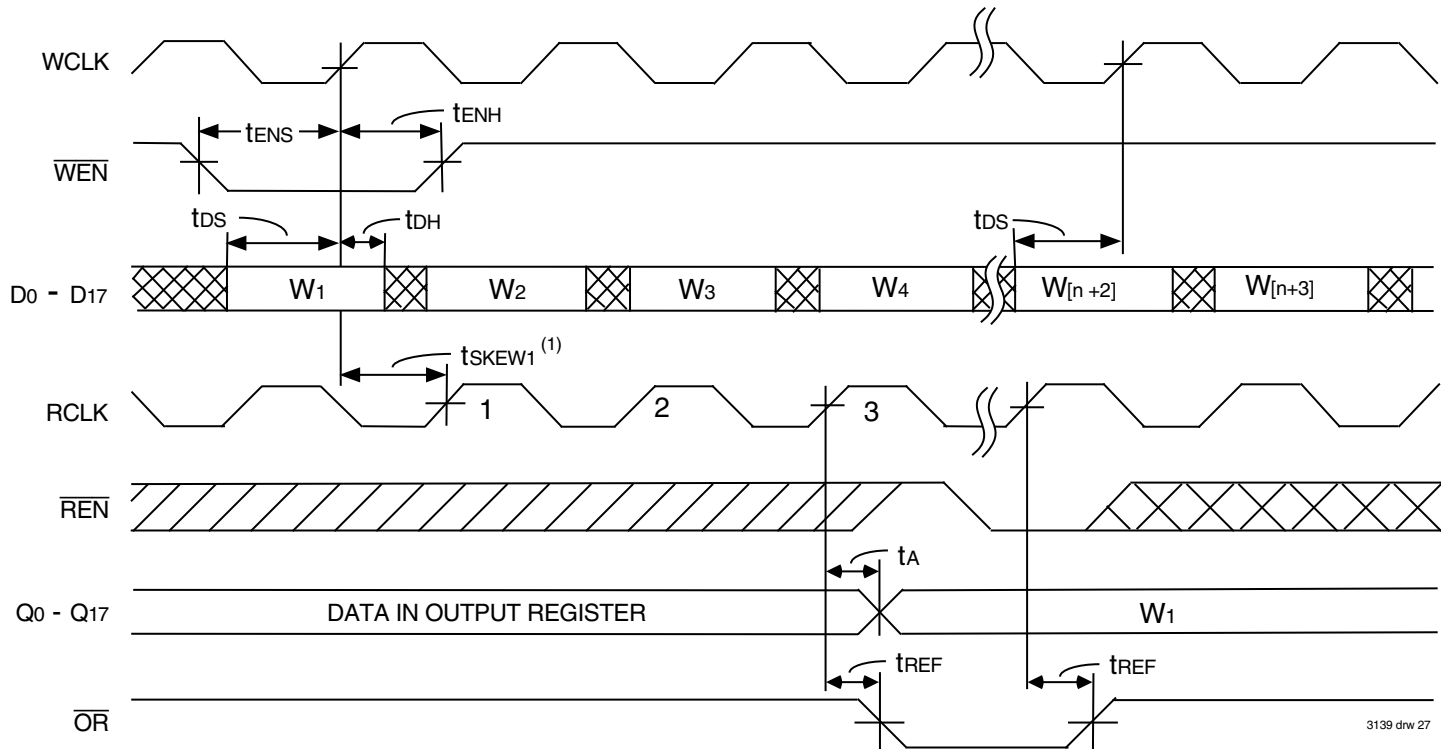 WCLK
tENS
tENH
WEN
tDS
tDH
tDS
D0 - D17
W1
W2
W3
W4
W[n +2]
W[n+3]
tSKEW1 (1)
RCLK
1
2
3
REN
tA
Q0 - Q17
DATA IN OUTPUT REGISTER
W1
tREF
tREF
OR
3139 drw 27